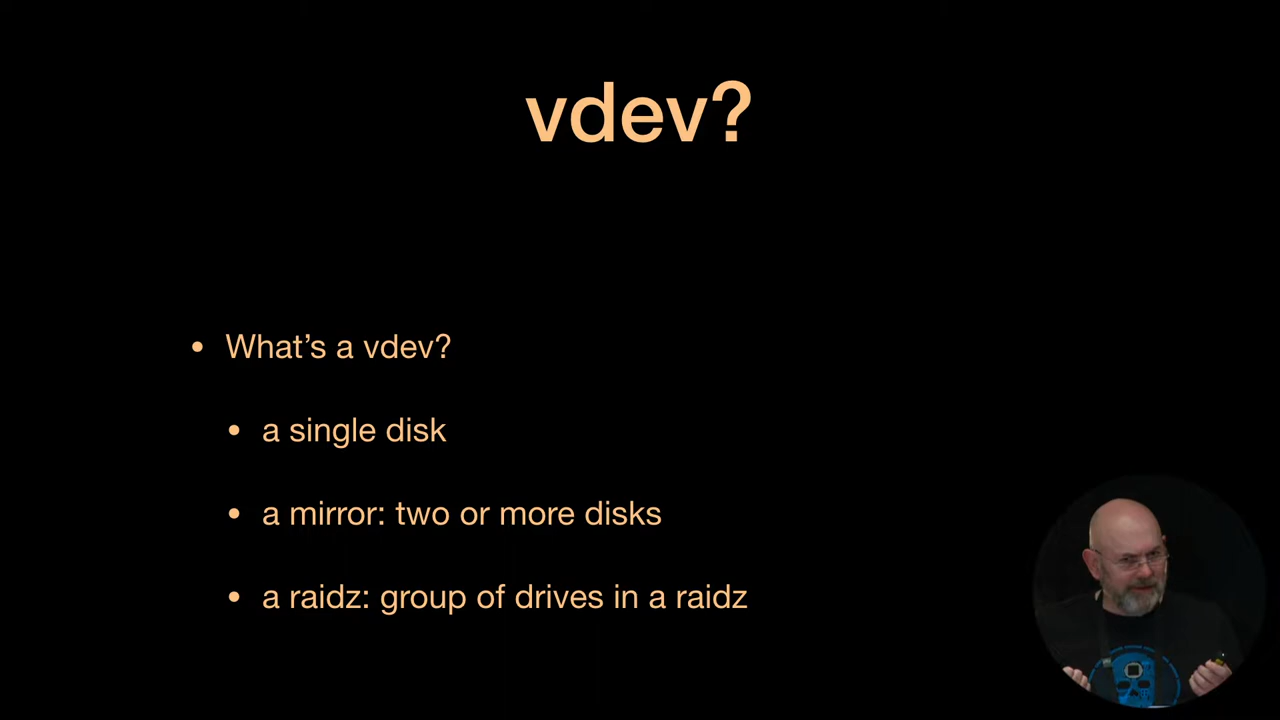 vdev?
• What’s a vdev?
• a single disk
• a mirror: two or more disks
• a raidz: group of drives in a raidz